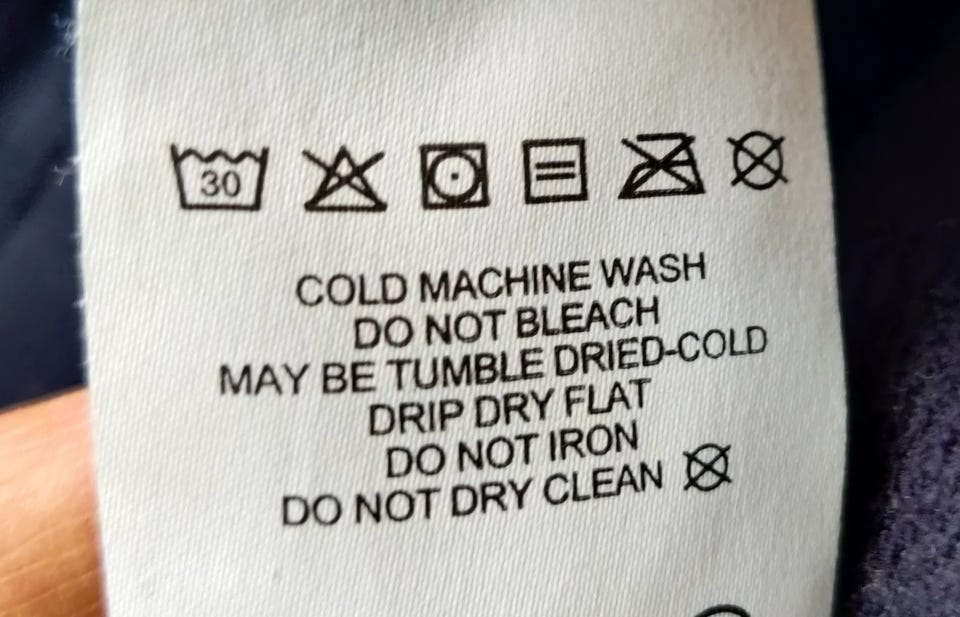 30
COLD MACHINE WASH
DO NOT BLEACH
MAY BE TUMBLE DRIED-COLD
DRIP DRY FLAT
DO NOT IRON
DO NOT DRY CLEAN